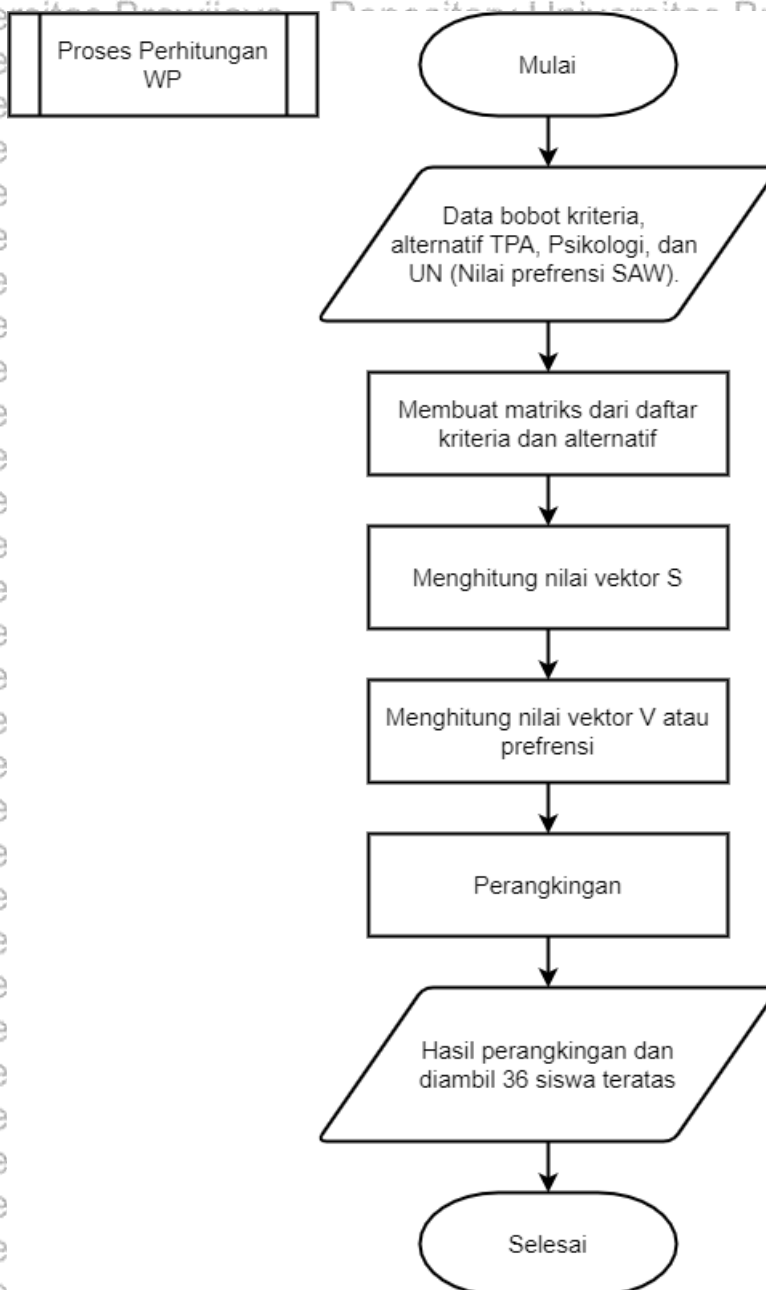 Proses Perhitungan
WP
Mulai
Data bobot kriteria,
alternatif TPA, Psikologi, dan
UN (Nilai prefrensi SAW).
Membuat matriks dari daftar
kriteria dan alternatif
Menghitung nilai vektor S
Menghitung nilai vektor V atau
prefrensi
Perangkingan
Hasil perangkingan dan
diambil 36 siswa teratas
Selesai